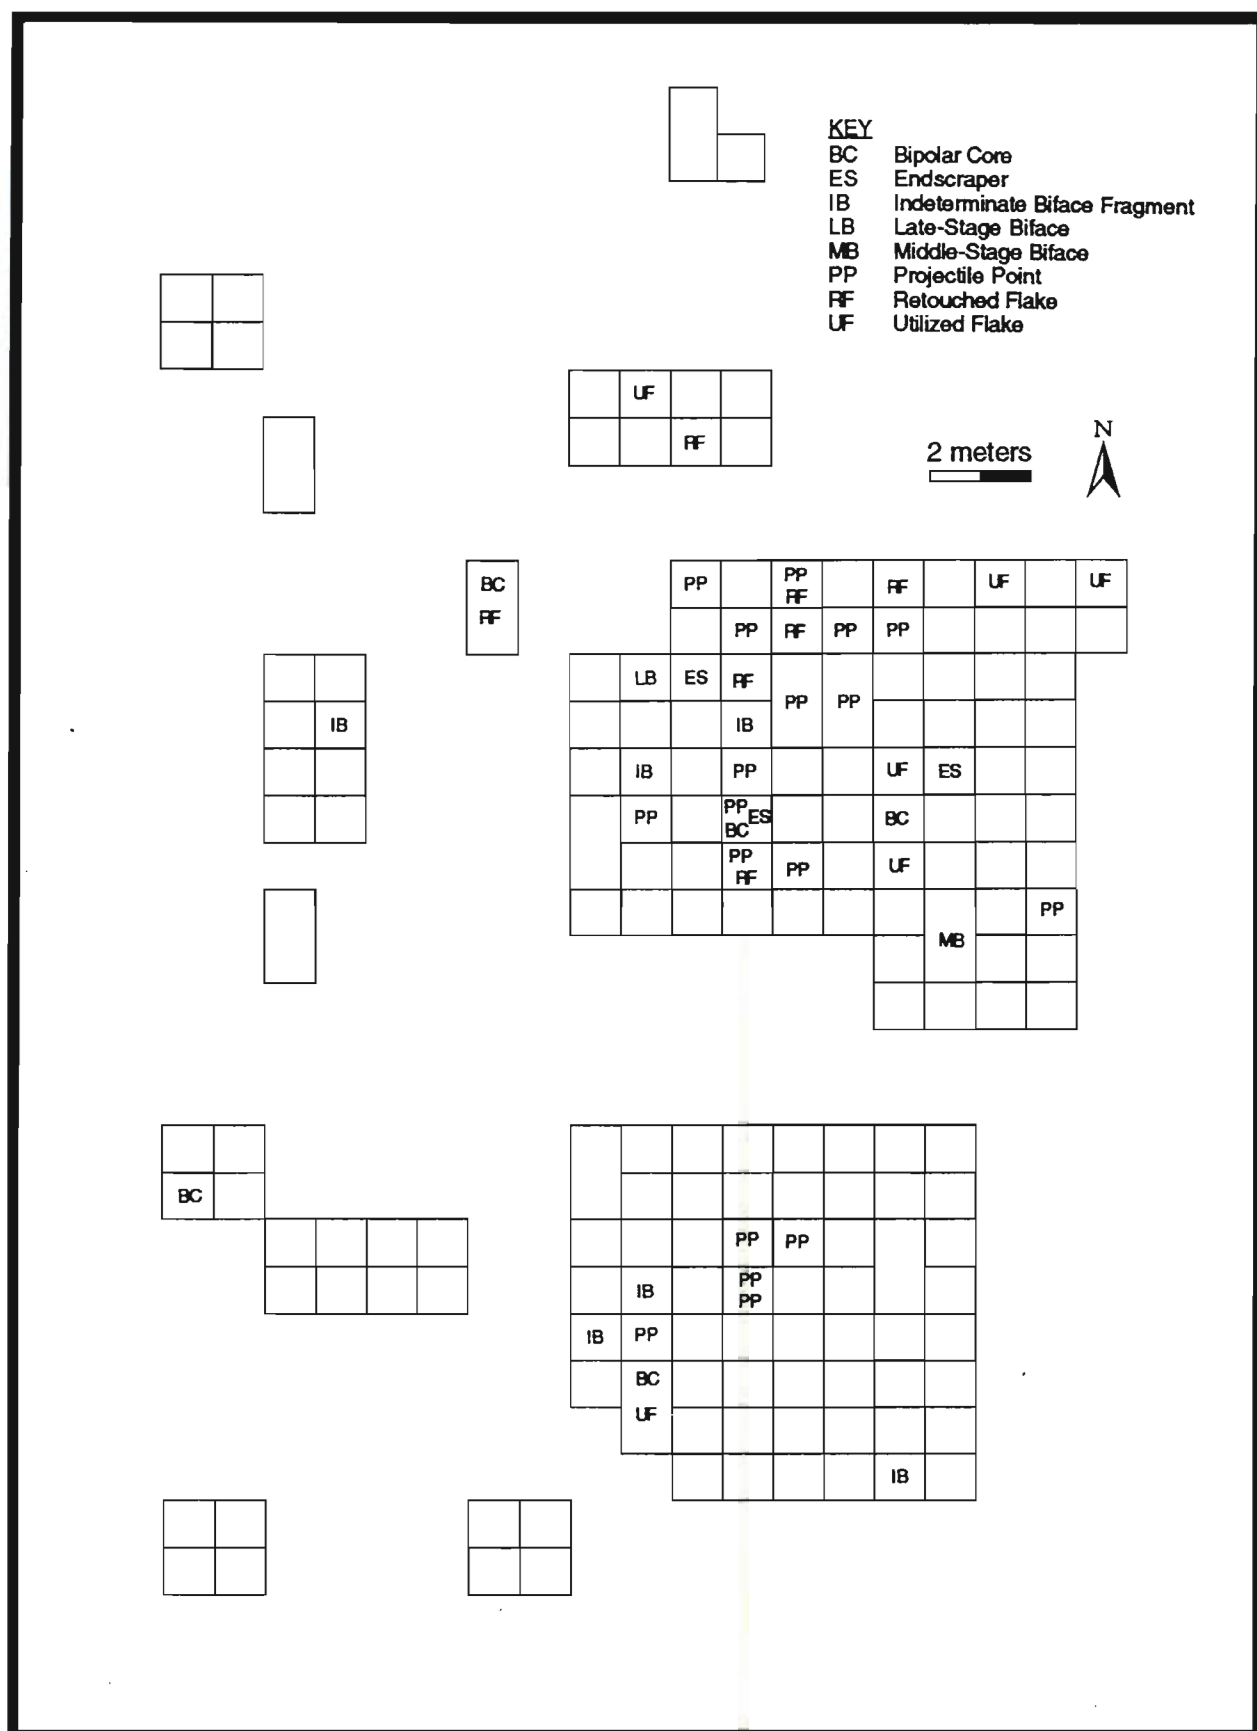 KEY
BC Bipolar Core
ES Endscraper
IB Indeterminate Biface Fragment
LB Late-Stage Biface
MB Middle-Stage Biface
PP Projectile Point
RF Retouched Flake
UF Utilized Flake
UF
RF
2 meters
N
BC
RF
PP PP RF UF UF
RF
PP RF PP PP
LB ES RF
PP PP
IB
IB
IB PP UF ES
PP PP ES BC
BC
PP PP UF
RF
PP
MB
BC
PP PP
IB PP
PP
IB PP
BC
UF
IB